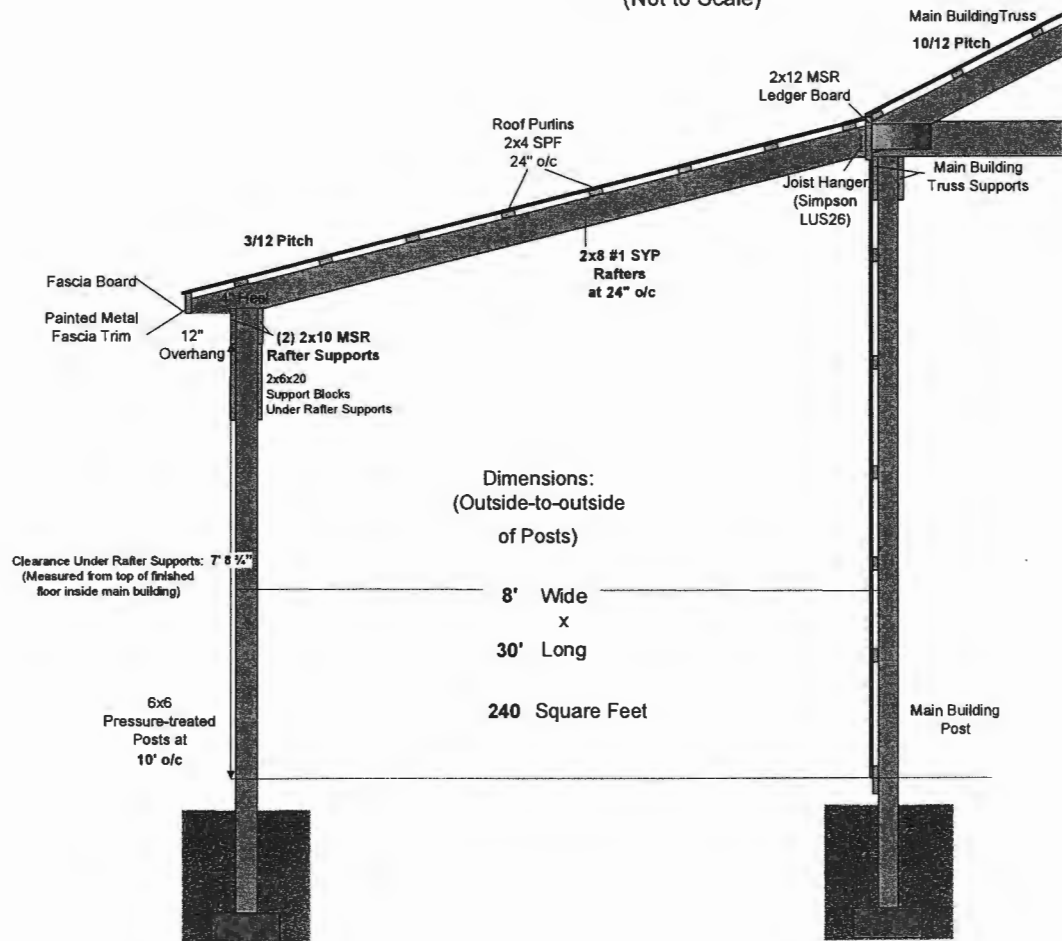 (Not to Scale)
Main Building Truss
10/12 Pitch
2x12 MSR
Ledger Board
Roof Purlins
2x4 SPF
24" o/c
Joist Hanger
(Simpson
LUS26)
Main Building
Truss Supports
3/12 Pitch
2x8 #1 SYP
Rafters
at 24" o/c
Fascia Board
4" Heel
Painted Metal
Fascia Trim
12"
Overhang
(2) 2x10 MSR
Rafter Supports
2x6x20
Support Blocks
Under Rafter Supports
Dimensions:
(Outside-to-outside
of Posts)
Clearance Under Rafter Supports: 7' 8 ¾"
(Measured from top of finished
floor inside main building)
8' Wide
x
30' Long
240 Square Feet
6x6
Pressure-treated
Posts at
10' o/c
Main Building
Post